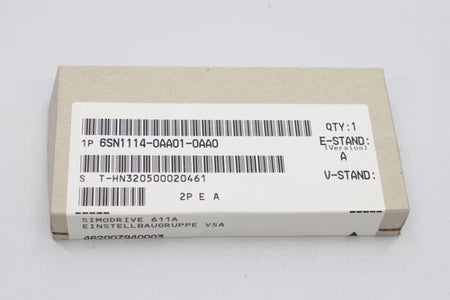 QTY:1
1P 6SN1114-0AA01-0AA0
E-STAND:
(Version)
A
S T-HN320500020461
V-STAND:
2P E A
SIMODRIVE 611A
EINSTELLBAUGRUPPE VSA
462007940003